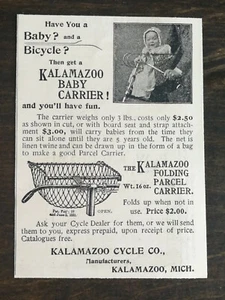 Have You a
Baby? and a
Bicycle?
Then get a
KALAMAZOO
BABY
CARRIER!
and you'll have fun.
The carrier weighs only 3 lbs., costs only $2.50
as shown in cut, or with board seat and strap attach-
ment $3.00, will carry babies from the time they
can sit alone until they are 5 years old. The net is
linen twine and can be drawn up in the form of a bag
to make a good Parcel Carrier.
THE KALAMAZOO
FOLDING
Wt. 16 oz. PARCEL
CARRIER.
Folds up when not in
use. Price $2.00.
OPEN.
Ask your Cycle Dealer for them, or we will send
them to you, express prepaid, upon receipt of price.
Catalogues free.
KALAMAZOO CYCLE CO.,
Manufacturers,
KALAMAZOO, MICH.